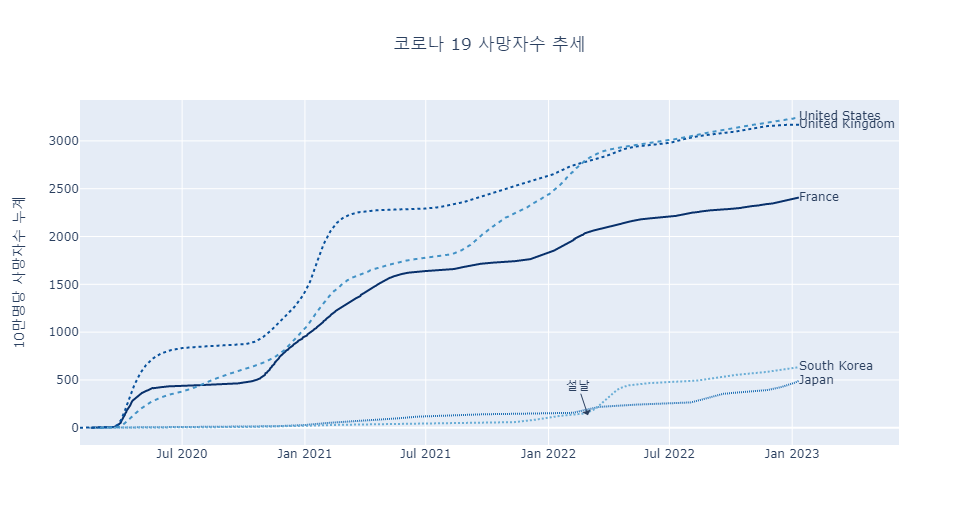 코로나 19 사망자수 추세
10만명당 사망자수 누계
3000
2500
2000
1500
1000
500
0
United States
United Kingdom
France
South Korea
Japan
설날
Jul 2020
Jan 2021
Jul 2021
Jan 2022
Jul 2022
Jan 2023